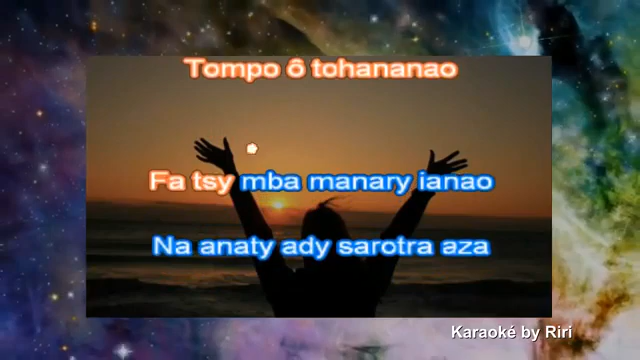 Tompo ô tohananao
Fa tsy mba manary ianao
Na anaty ady sarotra aza
Karaoké by Riri